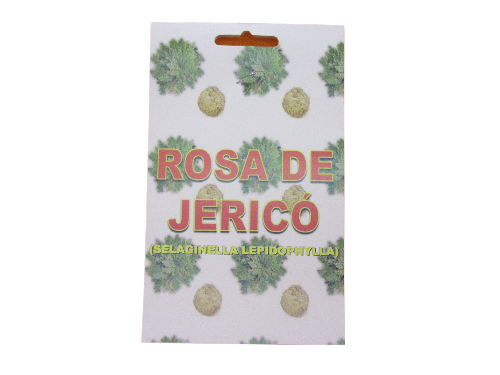 ROSA DE
JERICÓ
(SELAGINELLA LEPIDOPHYLLA)